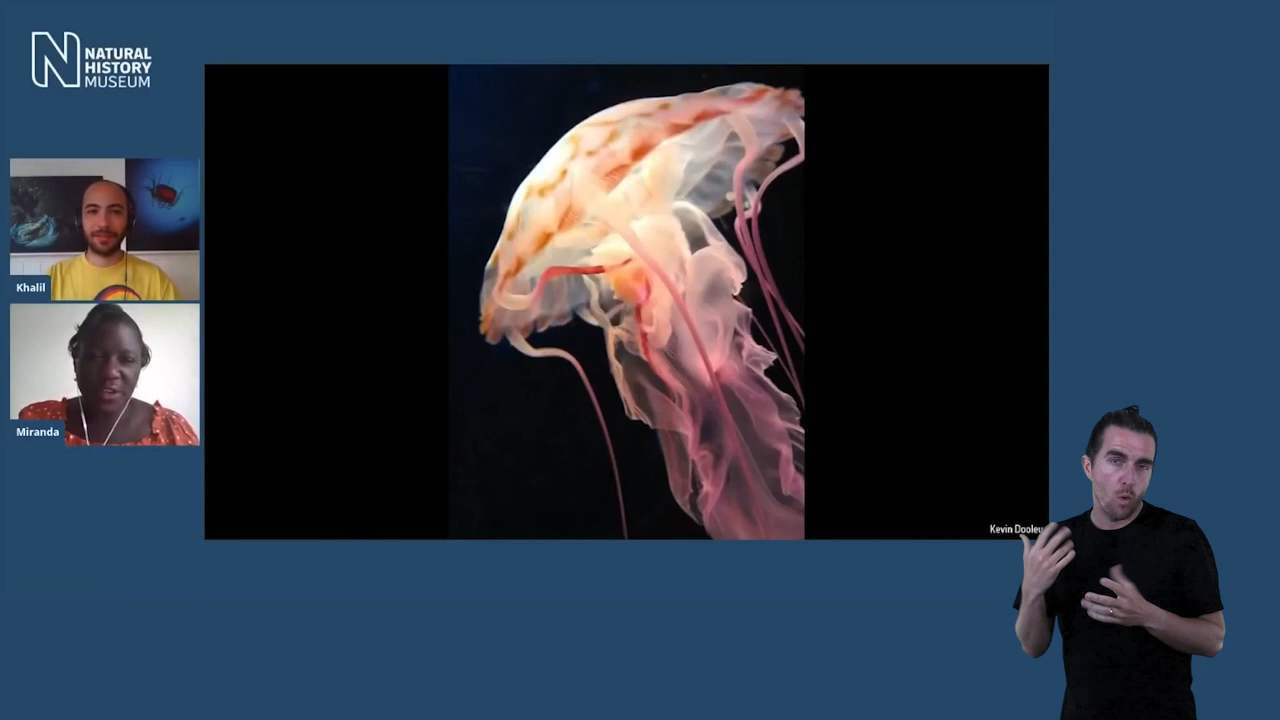 NATURAL
HISTORY
MUSEUM
Khalil
Miranda
Kevin Dooley